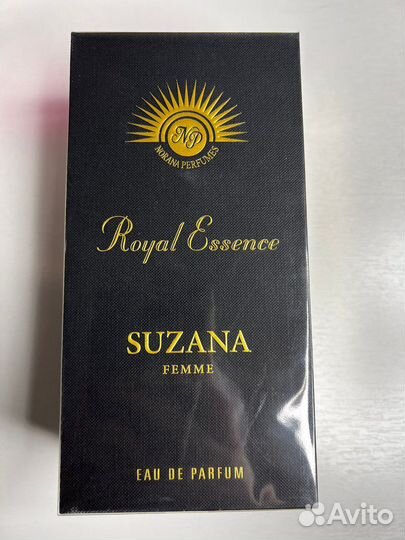 NP
NORANA PERFUMES
Royal Essence
SUZANA
FEMME
EAU DE PARFUM
Avito